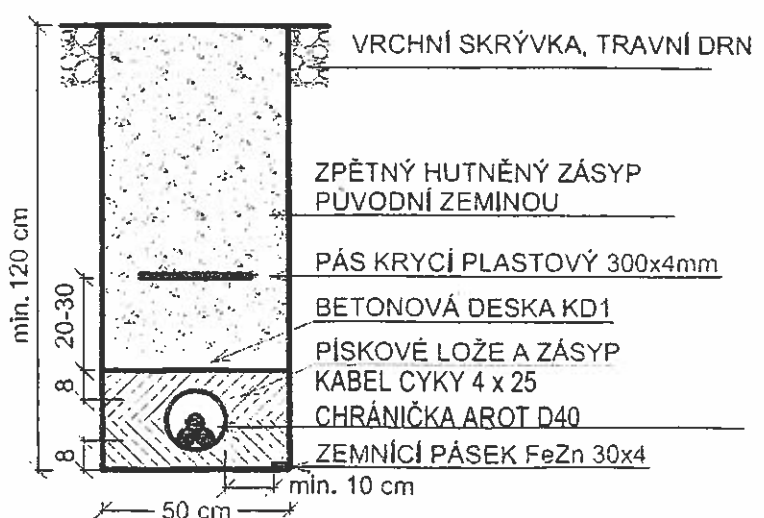 VRCHNÍ SKRÝVKA, TRAVNÍ DRN
ZPĚTNÝ HUTNĚNÝ ZÁSYP
PŮVODNÍ ZEMINOU
PÁS KRYCÍ PLASTOVÝ 300x4mm
BETONOVÁ DESKA KD1
PÍSKOVÉ LOŽE A ZÁSYP
KABEL CYKY 4 x 25
CHRÁNIČKA AROT D40
ZEMNÍCÍ PÁSEK FeZn 30x4
min. 10 cm
50 cm
min. 120 cm
20-30
8
8